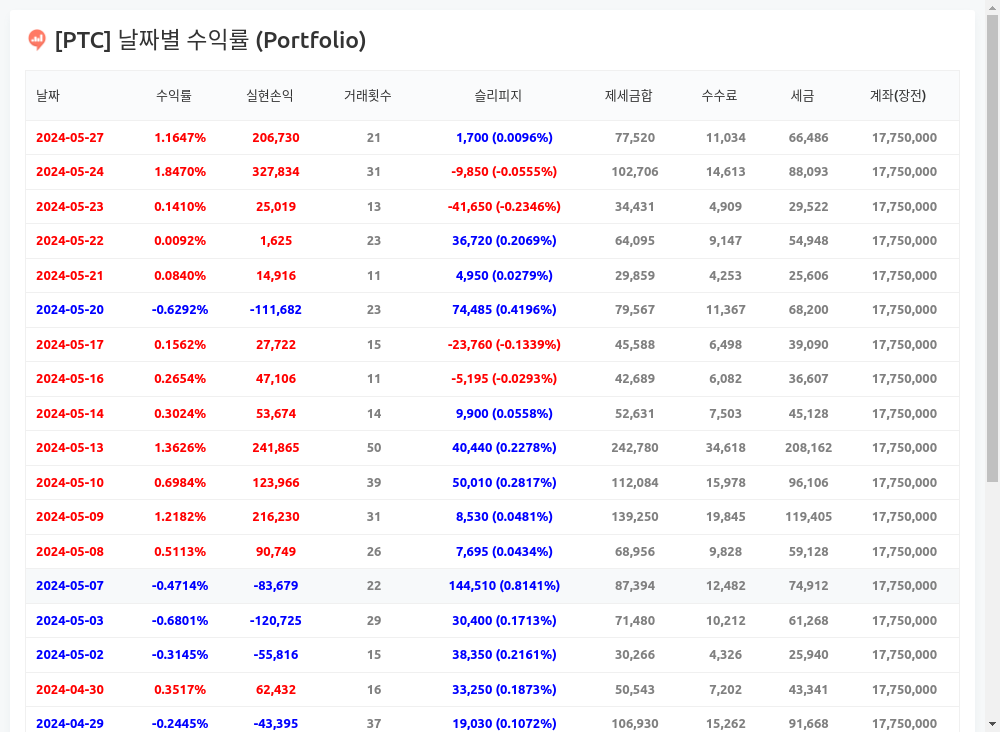 [PTC] 날짜별 수익률 (Portfolio)
날짜 수익률 실현손익 거래횟수 슬리피지 제세금합 수수료 세금 계좌(장전)
2024-05-27 1.1647% 206,730 21 1,700 (0.0096%) 77,520 11,034 66,486 17,750,000
2024-05-24 1.8470% 327,834 31 -9,850 (-0.0555%) 102,706 14,613 88,093 17,750,000
2024-05-23 0.1410% 25,019 13 -41,650 (-0.2346%) 34,431 4,909 29,522 17,750,000
2024-05-22 0.0092% 1,625 23 36,720 (0.2069%) 64,095 9,147 54,948 17,750,000
2024-05-21 0.0840% 14,916 11 4,950 (0.0279%) 29,859 4,253 25,606 17,750,000
2024-05-20 -0.6292% -111,682 23 74,485 (0.4196%) 79,567 11,367 68,200 17,750,000
2024-05-17 0.1562% 27,722 15 -23,760 (-0.1339%) 45,588 6,498 39,090 17,750,000
2024-05-16 0.2654% 47,106 11 -5,195 (-0.0293%) 42,689 6,082 36,607 17,750,000
2024-05-14 0.3024% 53,674 14 9,900 (0.0558%) 52,631 7,503 45,128 17,750,000
2024-05-13 1.3626% 241,865 50 40,440 (0.2278%) 242,780 34,618 208,162 17,750,000
2024-05-10 0.6984% 123,966 39 50,010 (0.2817%) 112,084 15,978 96,106 17,750,000
2024-05-09 1.2182% 216,230 31 8,530 (0.0481%) 139,250 19,845 119,405 17,750,000
2024-05-08 0.5113% 90,749 26 7,695 (0.0434%) 68,956 9,828 59,128 17,750,000
2024-05-07 -0.4714% -83,679 22 144,510 (0.8141%) 87,394 12,482 74,912 17,750,000
2024-05-03 -0.6801% -120,725 29 30,400 (0.1713%) 71,480 10,212 61,268 17,750,000
2024-05-02 -0.3145% -55,816 15 38,350 (0.2161%) 30,266 4,326 25,940 17,750,000
2024-04-30 0.3517% 62,432 16 33,250 (0.1873%) 50,543 7,202 43,341 17,750,000
2024-04-29 -0.2445% -43,395 37 19,030 (0.1072%) 106,930 15,262 91,668 17,750,000